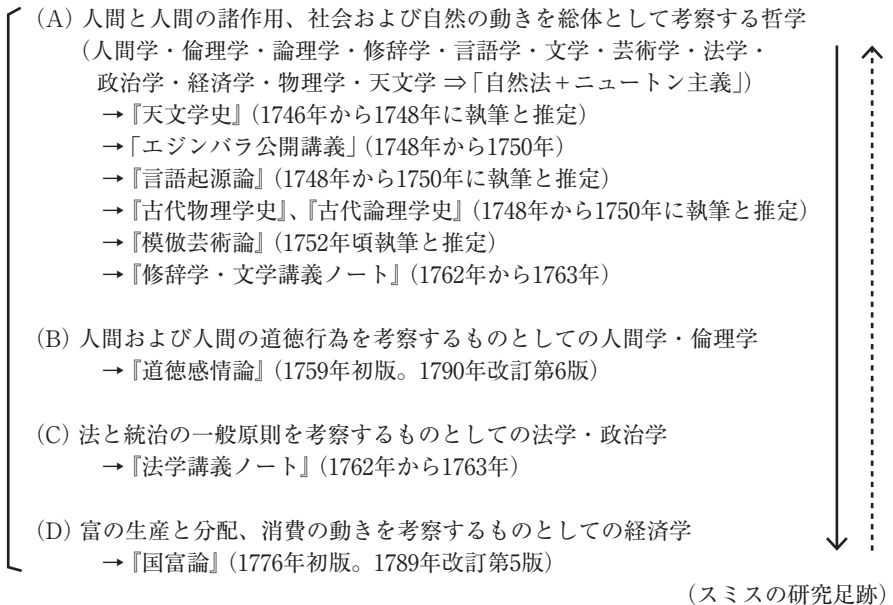 (A) 人間と人間の諸作用、社会および自然の動きを総体として考察する哲学
(人間学・倫理学・論理学・修辞学・言語学・文学・芸術学・法学・
政治学・経済学・物理学・天文学 ⇒「自然法+ニュートン主義」)
→『天文学史』(1746年から1748年に執筆と推定)
→「エジンバラ公開講義」(1748年から1750年)
→『言語起源論』(1748年から1750年に執筆と推定)
→『古代物理学史』、『古代論理学史』(1748年から1750年に執筆と推定)
→『模倣芸術論』(1752年頃執筆と推定)
→『修辞学・文学講義ノート』(1762年から1763年)
(B) 人間および人間の道徳行為を考察するものとしての人間学・倫理学
→『道徳感情論』(1759年初版。1790年改訂第6版)
(C) 法と統治の一般原則を考察するものとしての法学・政治学
→『法学講義ノート』(1762年から1763年)
(D) 富の生産と分配、消費の動きを考察するものとしての経済学
→『国富論』(1776年初版。1789年改訂第5版)
(スミスの研究足跡)